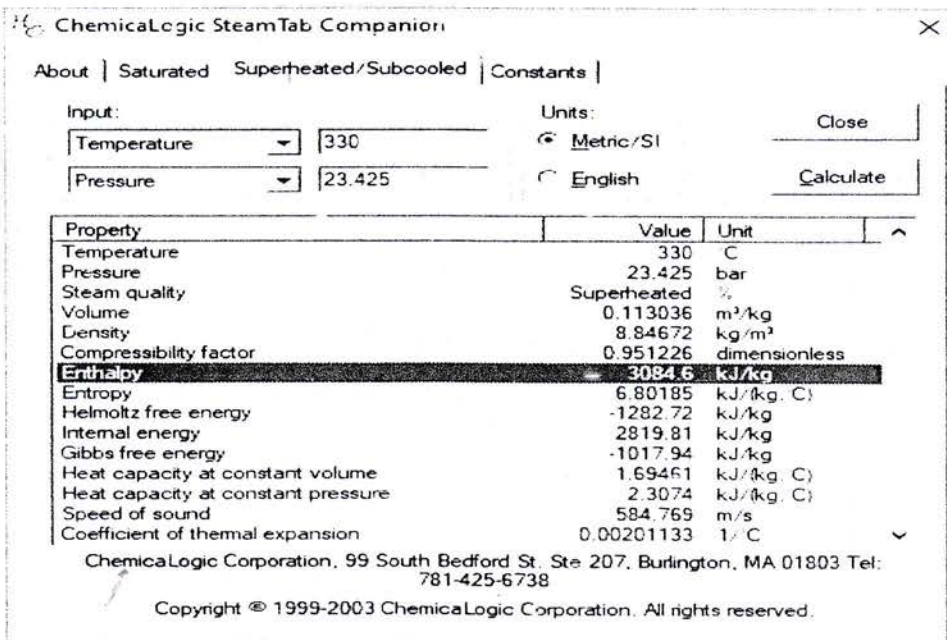 ChemicaLogic SteamTab Companion
About | Saturated Superheated/Subcooled | Constants |
Input: Units:
Temperature 330 Metric/SI Close
Pressure 23.425 English Calculate
Property Value Unit
Temperature 330 C
Pressure 23.425 bar
Steam quality Superheated %
Volume 0.113036 m³/kg
Density 8.84672 kg/m³
Compressibility factor 0.951226 dimensionless
Enthalpy 3084.6 kJ/kg
Entropy 6.80185 kJ/(kg. C)
Helmoltz free energy -1282.72 kJ/kg
Internal energy 2819.81 kJ/kg
Gibbs free energy -1017.94 kJ/kg
Heat capacity at constant volume 1.69461 kJ/(kg. C)
Heat capacity at constant pressure 2.3074 kJ/(kg. C)
Speed of sound 584.769 m/s
Coefficient of thermal expansion 0.00201133 1/ C
ChemicaLogic Corporation, 99 South Bedford St. Ste 207, Burlington, MA 01803 Tel:
781-425-6738
Copyright © 1999-2003 ChemicaLogic Corporation. All rights reserved.